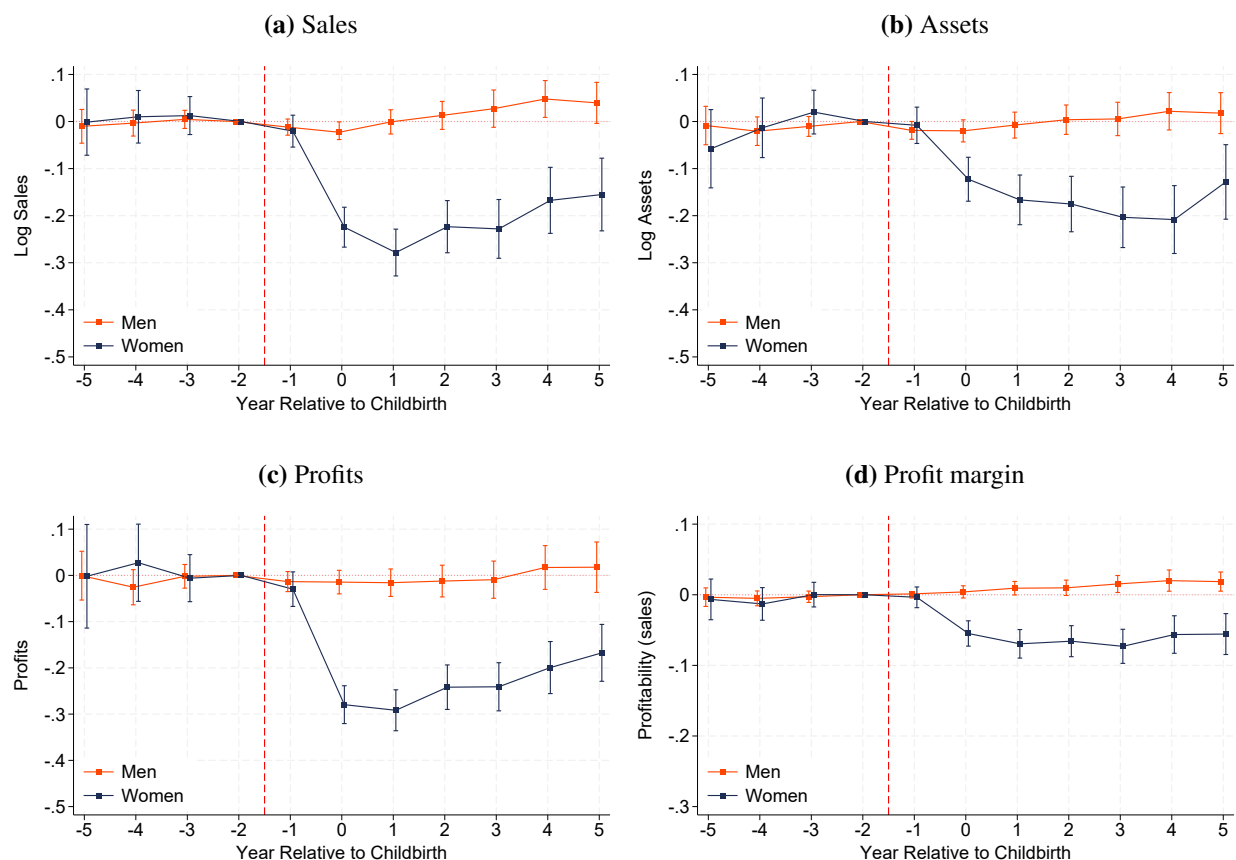 (a) Sales
.1
0
-.1
-.2
-.3
-.4
-.5
Log Sales
Men
Women
-5 -4 -3 -2 -1 0 1 2 3 4 5
Year Relative to Childbirth
(b) Assets
.1
0
-.1
-.2
-.3
-.4
-.5
Log Assets
Men
Women
-5 -4 -3 -2 -1 0 1 2 3 4 5
Year Relative to Childbirth
(c) Profits
.1
0
-.1
-.2
-.3
-.4
-.5
Profits
Men
Women
-5 -4 -3 -2 -1 0 1 2 3 4 5
Year Relative to Childbirth
(d) Profit margin
.1
0
-.1
-.2
-.3
Profitability (sales)
Men
Women
-5 -4 -3 -2 -1 0 1 2 3 4 5
Year Relative to Childbirth